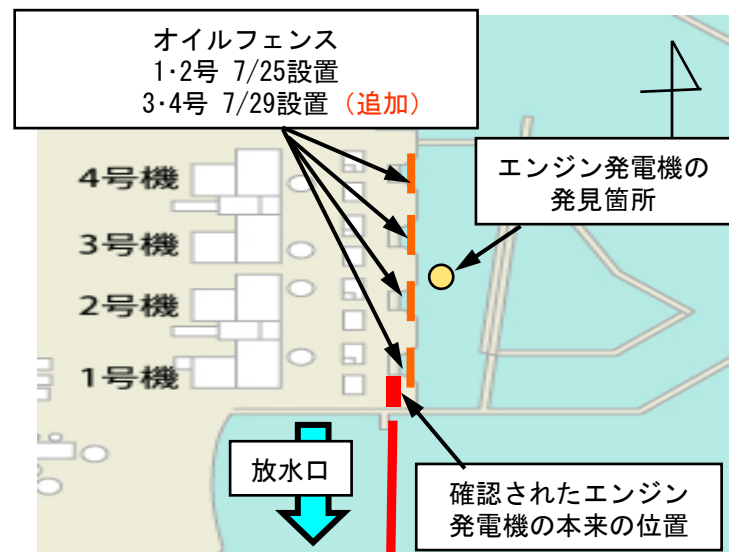 オイルフェンス
1・2号 7/25設置
3・4号 7/29設置（追加）
エンジン発電機の
発見箇所
4号機
3号機
2号機
1号機
放水口
確認されたエンジン
発電機の本来の位置